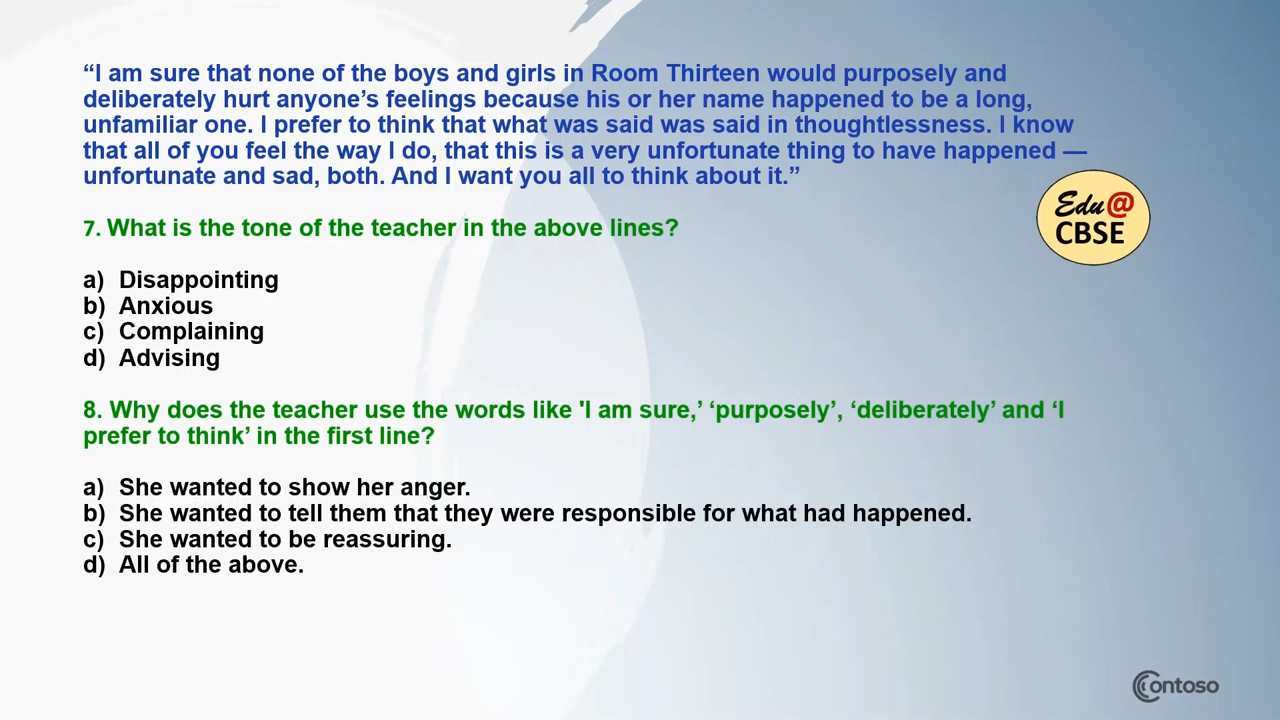 “I am sure that none of the boys and girls in Room Thirteen would purposely and
deliberately hurt anyone’s feelings because his or her name happened to be a long,
unfamiliar one. I prefer to think that what was said was said in thoughtlessness. I know
that all of you feel the way I do, that this is a very unfortunate thing to have happened —
unfortunate and sad, both. And I want you all to think about it.”
Edu@
CBSE
7. What is the tone of the teacher in the above lines?
a) Disappointing
b) Anxious
c) Complaining
d) Advising
8. Why does the teacher use the words like 'I am sure,’ ‘purposely’, ‘deliberately’ and ‘I
prefer to think’ in the first line?
a) She wanted to show her anger.
b) She wanted to tell them that they were responsible for what had happened.
c) She wanted to be reassuring.
d) All of the above.
Contoso